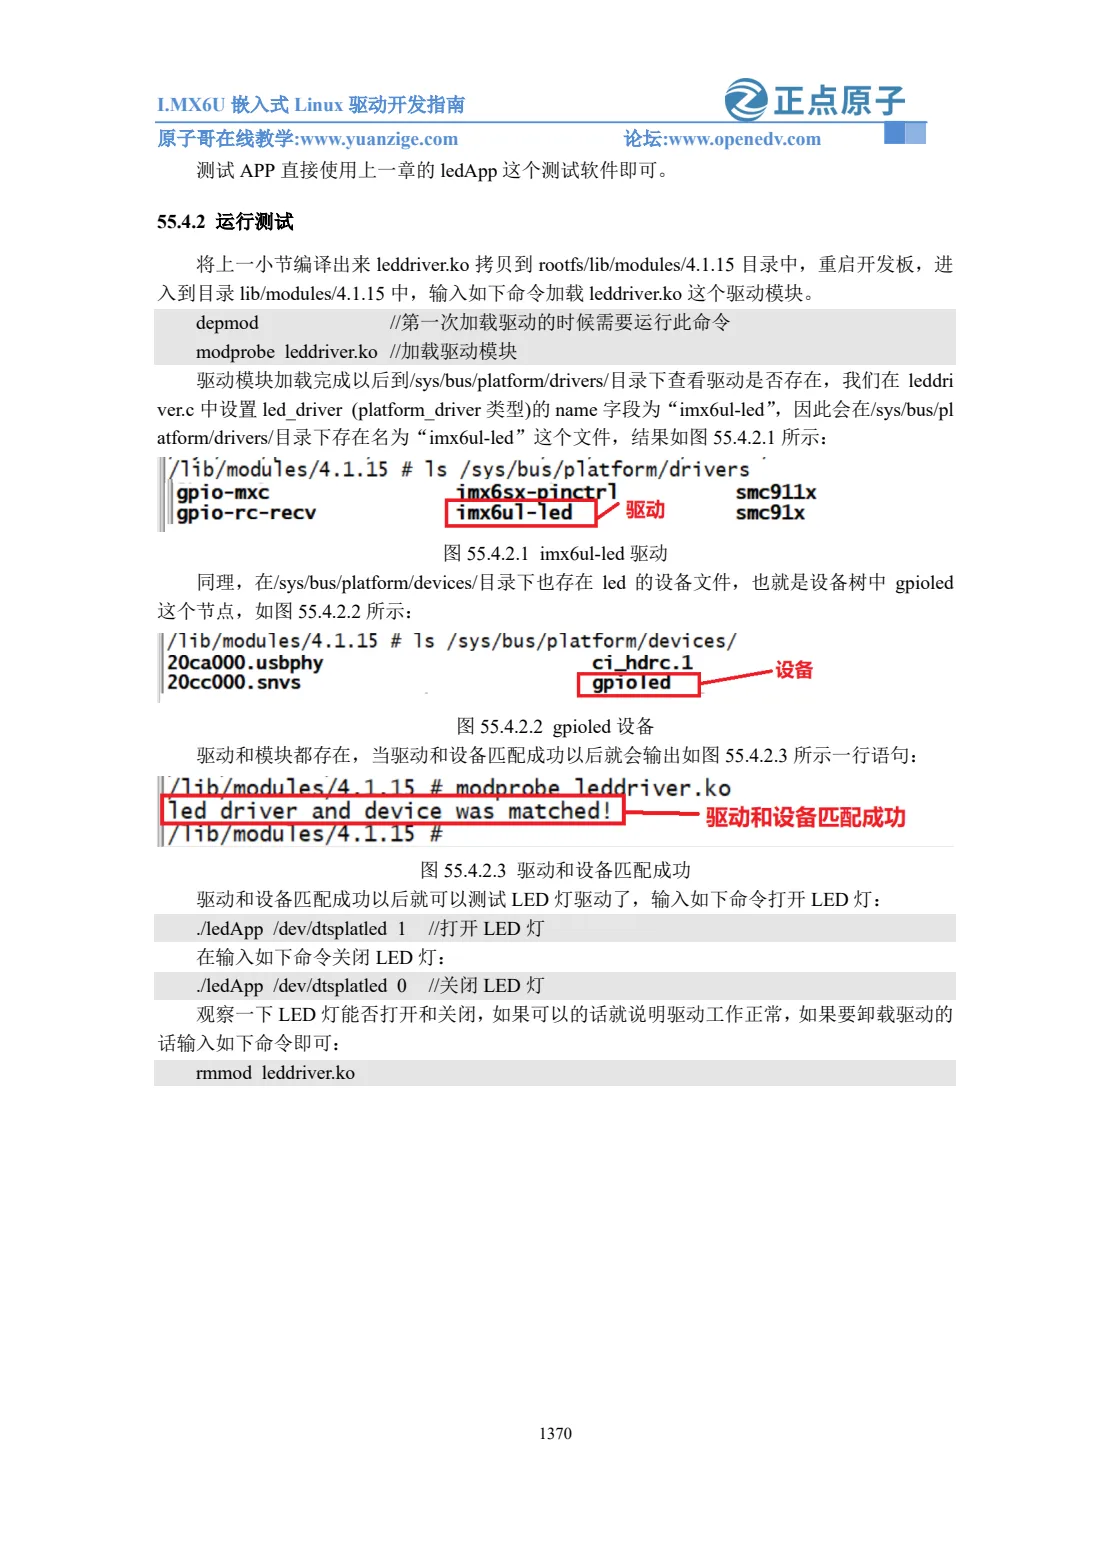 I.MX6U 嵌入式 Linux 驱动开发指南
正点原子
原子哥在线教学:www.yuanzige.com 论坛:www.openedv.com
测试 APP 直接使用上一章的 ledApp 这个测试软件即可。
55.4.2 运行测试
将上一小节编译出来 leddriver.ko 拷贝到 rootfs/lib/modules/4.1.15 目录中，重启开发板，进
入到目录 lib/modules/4.1.15 中，输入如下命令加载 leddriver.ko 这个驱动模块。
depmod //第一次加载驱动的时候需要运行此命令
modprobe leddriver.ko //加载驱动模块
驱动模块加载完成以后到/sys/bus/platform/drivers/目录下查看驱动是否存在，我们在 leddri
ver.c 中设置 led_driver (platform_driver 类型)的 name 字段为“imx6ul-led”，因此会在/sys/bus/pl
atform/drivers/目录下存在名为“imx6ul-led”这个文件，结果如图 55.4.2.1 所示：
/lib/modules/4.1.15 # ls /sys/bus/platform/drivers
gpio-mxc imx6sx-pinctrl smc911x
gpio-rc-recv imx6ul-led 驱动 smc91x
图 55.4.2.1 imx6ul-led 驱动
同理，在/sys/bus/platform/devices/目录下也存在 led 的设备文件，也就是设备树中 gpioled
这个节点，如图 55.4.2.2 所示：
/lib/modules/4.1.15 # ls /sys/bus/platform/devices/
20ca000.usbphy ci_hdrc.1 设备
20cc000.snvs gpioled
图 55.4.2.2 gpioled 设备
驱动和模块都存在，当驱动和设备匹配成功以后就会输出如图 55.4.2.3 所示一行语句：
/lib/modules/4.1.15 # modprobe leddriver.ko
led driver and device was matched! 驱动和设备匹配成功
/lib/modules/4.1.15 #
图 55.4.2.3 驱动和设备匹配成功
驱动和设备匹配成功以后就可以测试 LED 灯驱动了，输入如下命令打开 LED 灯：
./ledApp /dev/dtsplatled 1 //打开 LED 灯
在输入如下命令关闭 LED 灯：
./ledApp /dev/dtsplatled 0 //关闭 LED 灯
观察一下 LED 灯能否打开和关闭，如果可以的话就说明驱动工作正常，如果要卸载驱动的
话输入如下命令即可：
rmmod leddriver.ko
1370